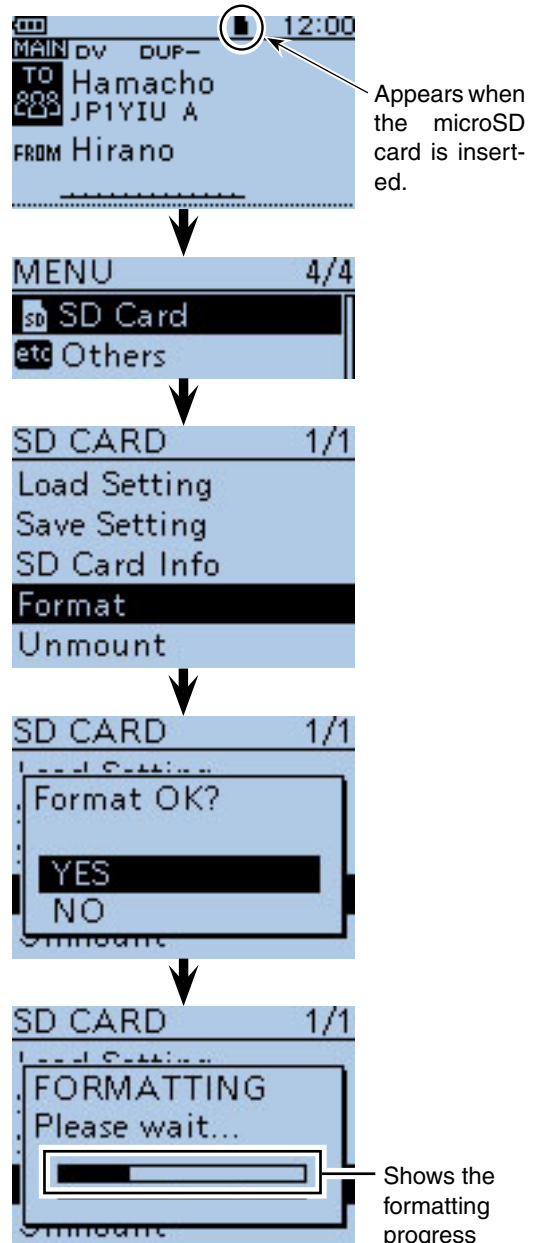 12:00
MAIN DV DUP−
TO Hamacho
JP1YIU A
FROM Hirano
Appears when
the microSD
card is insert-
ed.
MENU 4/4
SD SD Card
etc Others
SD CARD 1/1
Load Setting
Save Setting
SD Card Info
Format
Unmount
SD CARD 1/1
Format OK?
YES
NO
SD CARD 1/1
FORMATTING
Please wait...
Shows the
formatting
progress